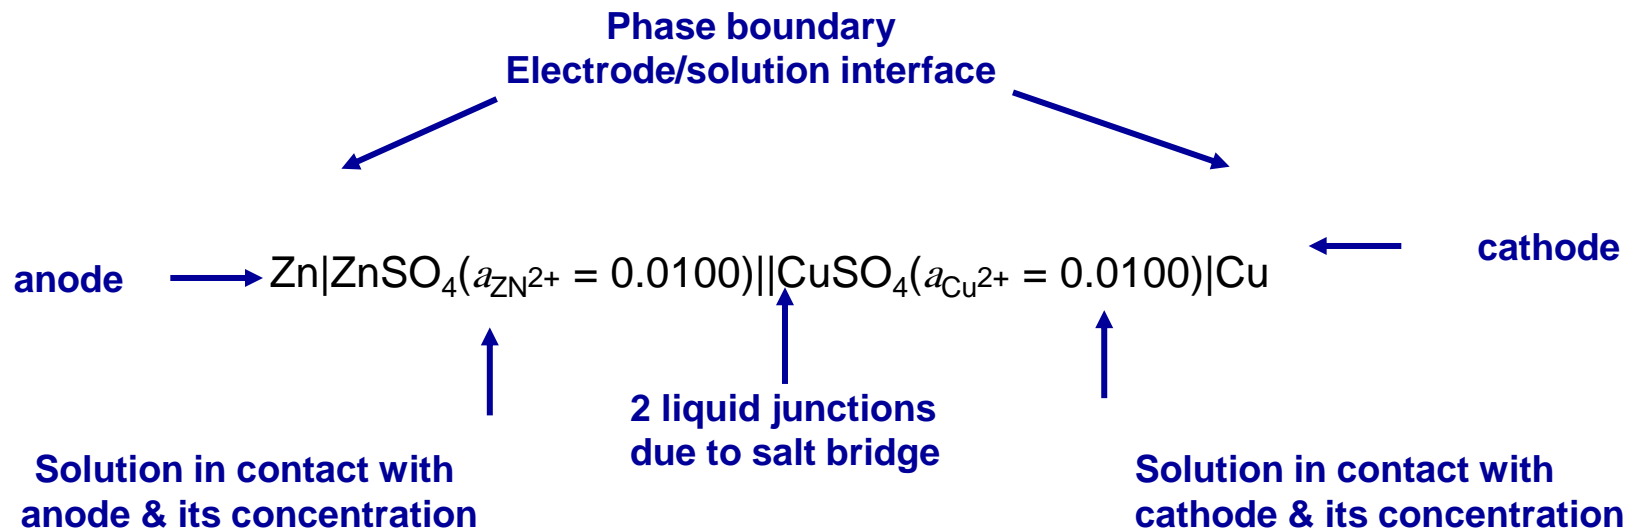 Phase boundary
Electrode/solution interface
cathode
anode
Zn|ZnSO₄(aZN²⁺ = 0.0100)||CuSO₄(aCu²⁺ = 0.0100)|Cu
2 liquid junctions
due to salt bridge
Solution in contact with
anode & its concentration
Solution in contact with
cathode & its concentration